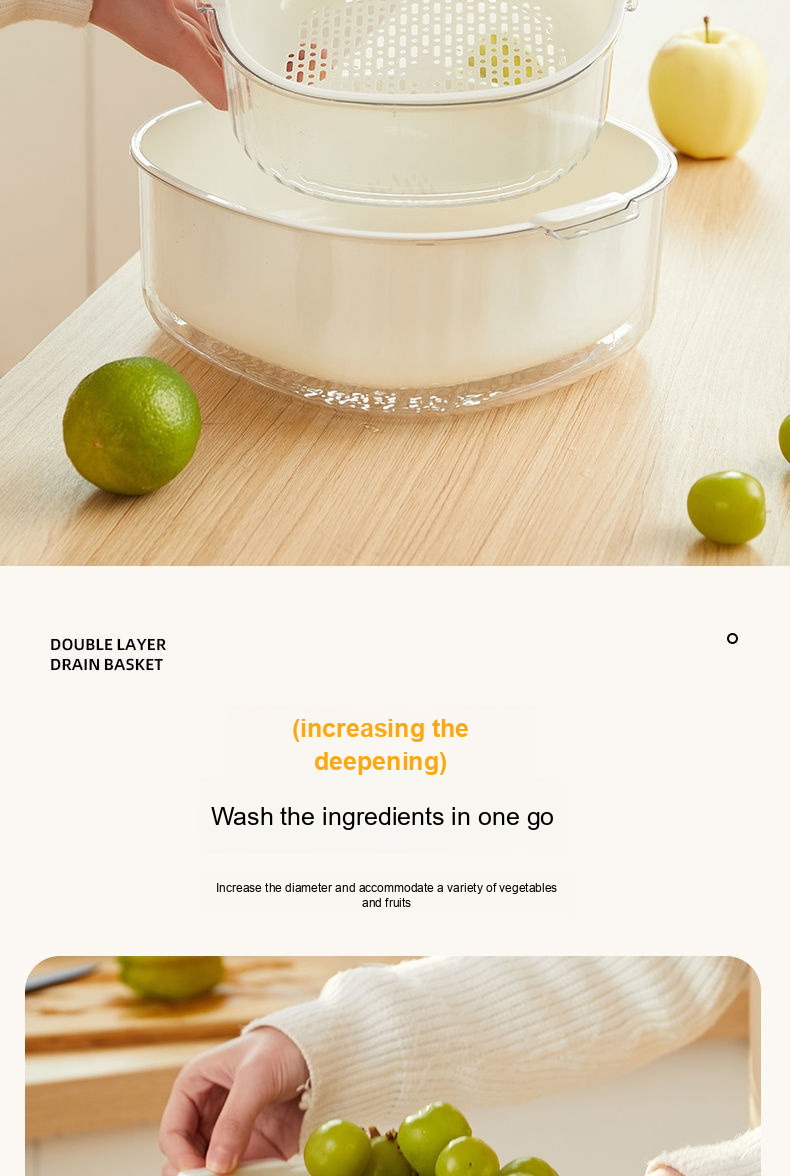 DOUBLE LAYER
DRAIN BASKET
(increasing the
deepening)
Wash the ingredients in one go
Increase the diameter and accommodate a variety of vegetables
and fruits